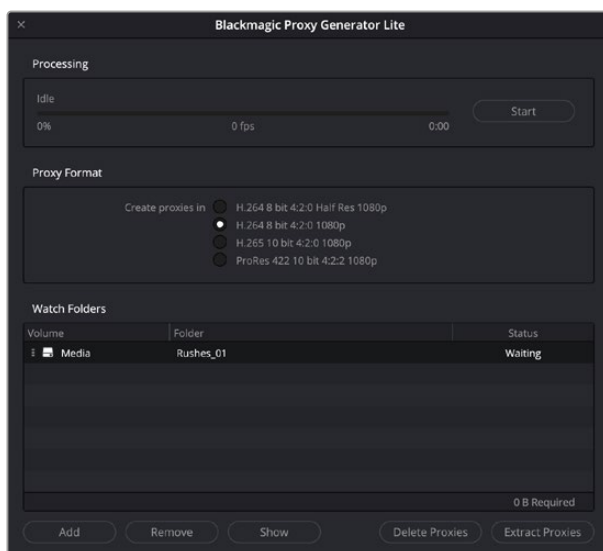 Blackmagic Proxy Generator Lite
Processing
Idle
Start
0% 0 fps 0:00
Proxy Format
Create proxies in H.264 8 bit 4:2:0 Half Res 1080p
H.264 8 bit 4:2:0 1080p
H.265 10 bit 4:2:0 1080p
ProRes 422 10 bit 4:2:2 1080p
Watch Folders
Volume Folder Status
Media Rushes_01 Waiting
0 B Required
Add Remove Show Delete Proxies Extract Proxies